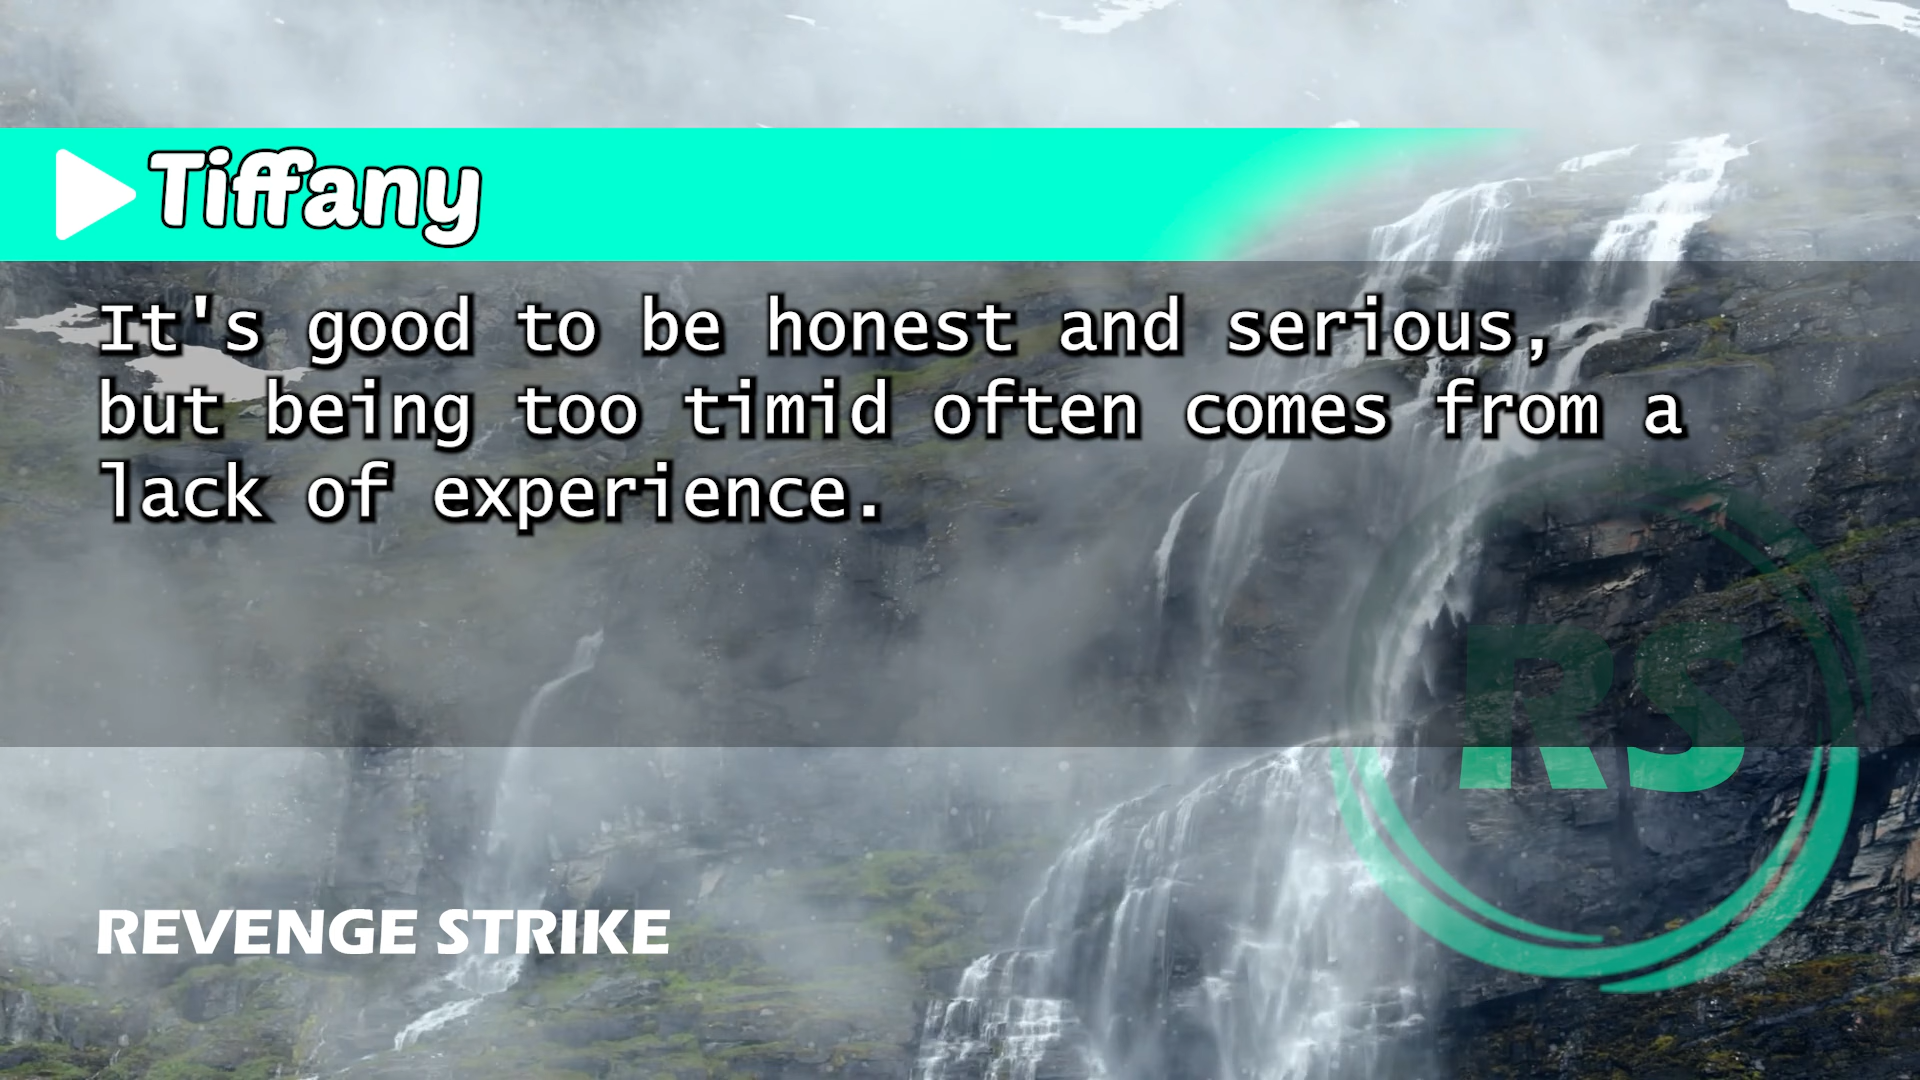 Tiffany
It's good to be honest and serious,
but being too timid often comes from a
lack of experience.
RS
REVENGE STRIKE